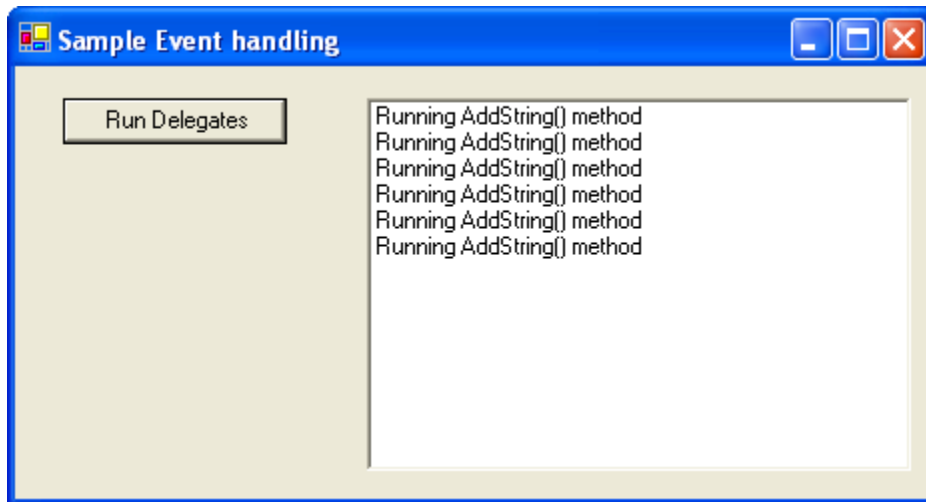 Sample Event handling
Run Delegates
Running AddString() method
Running AddString() method
Running AddString() method
Running AddString() method
Running AddString() method
Running AddString() method